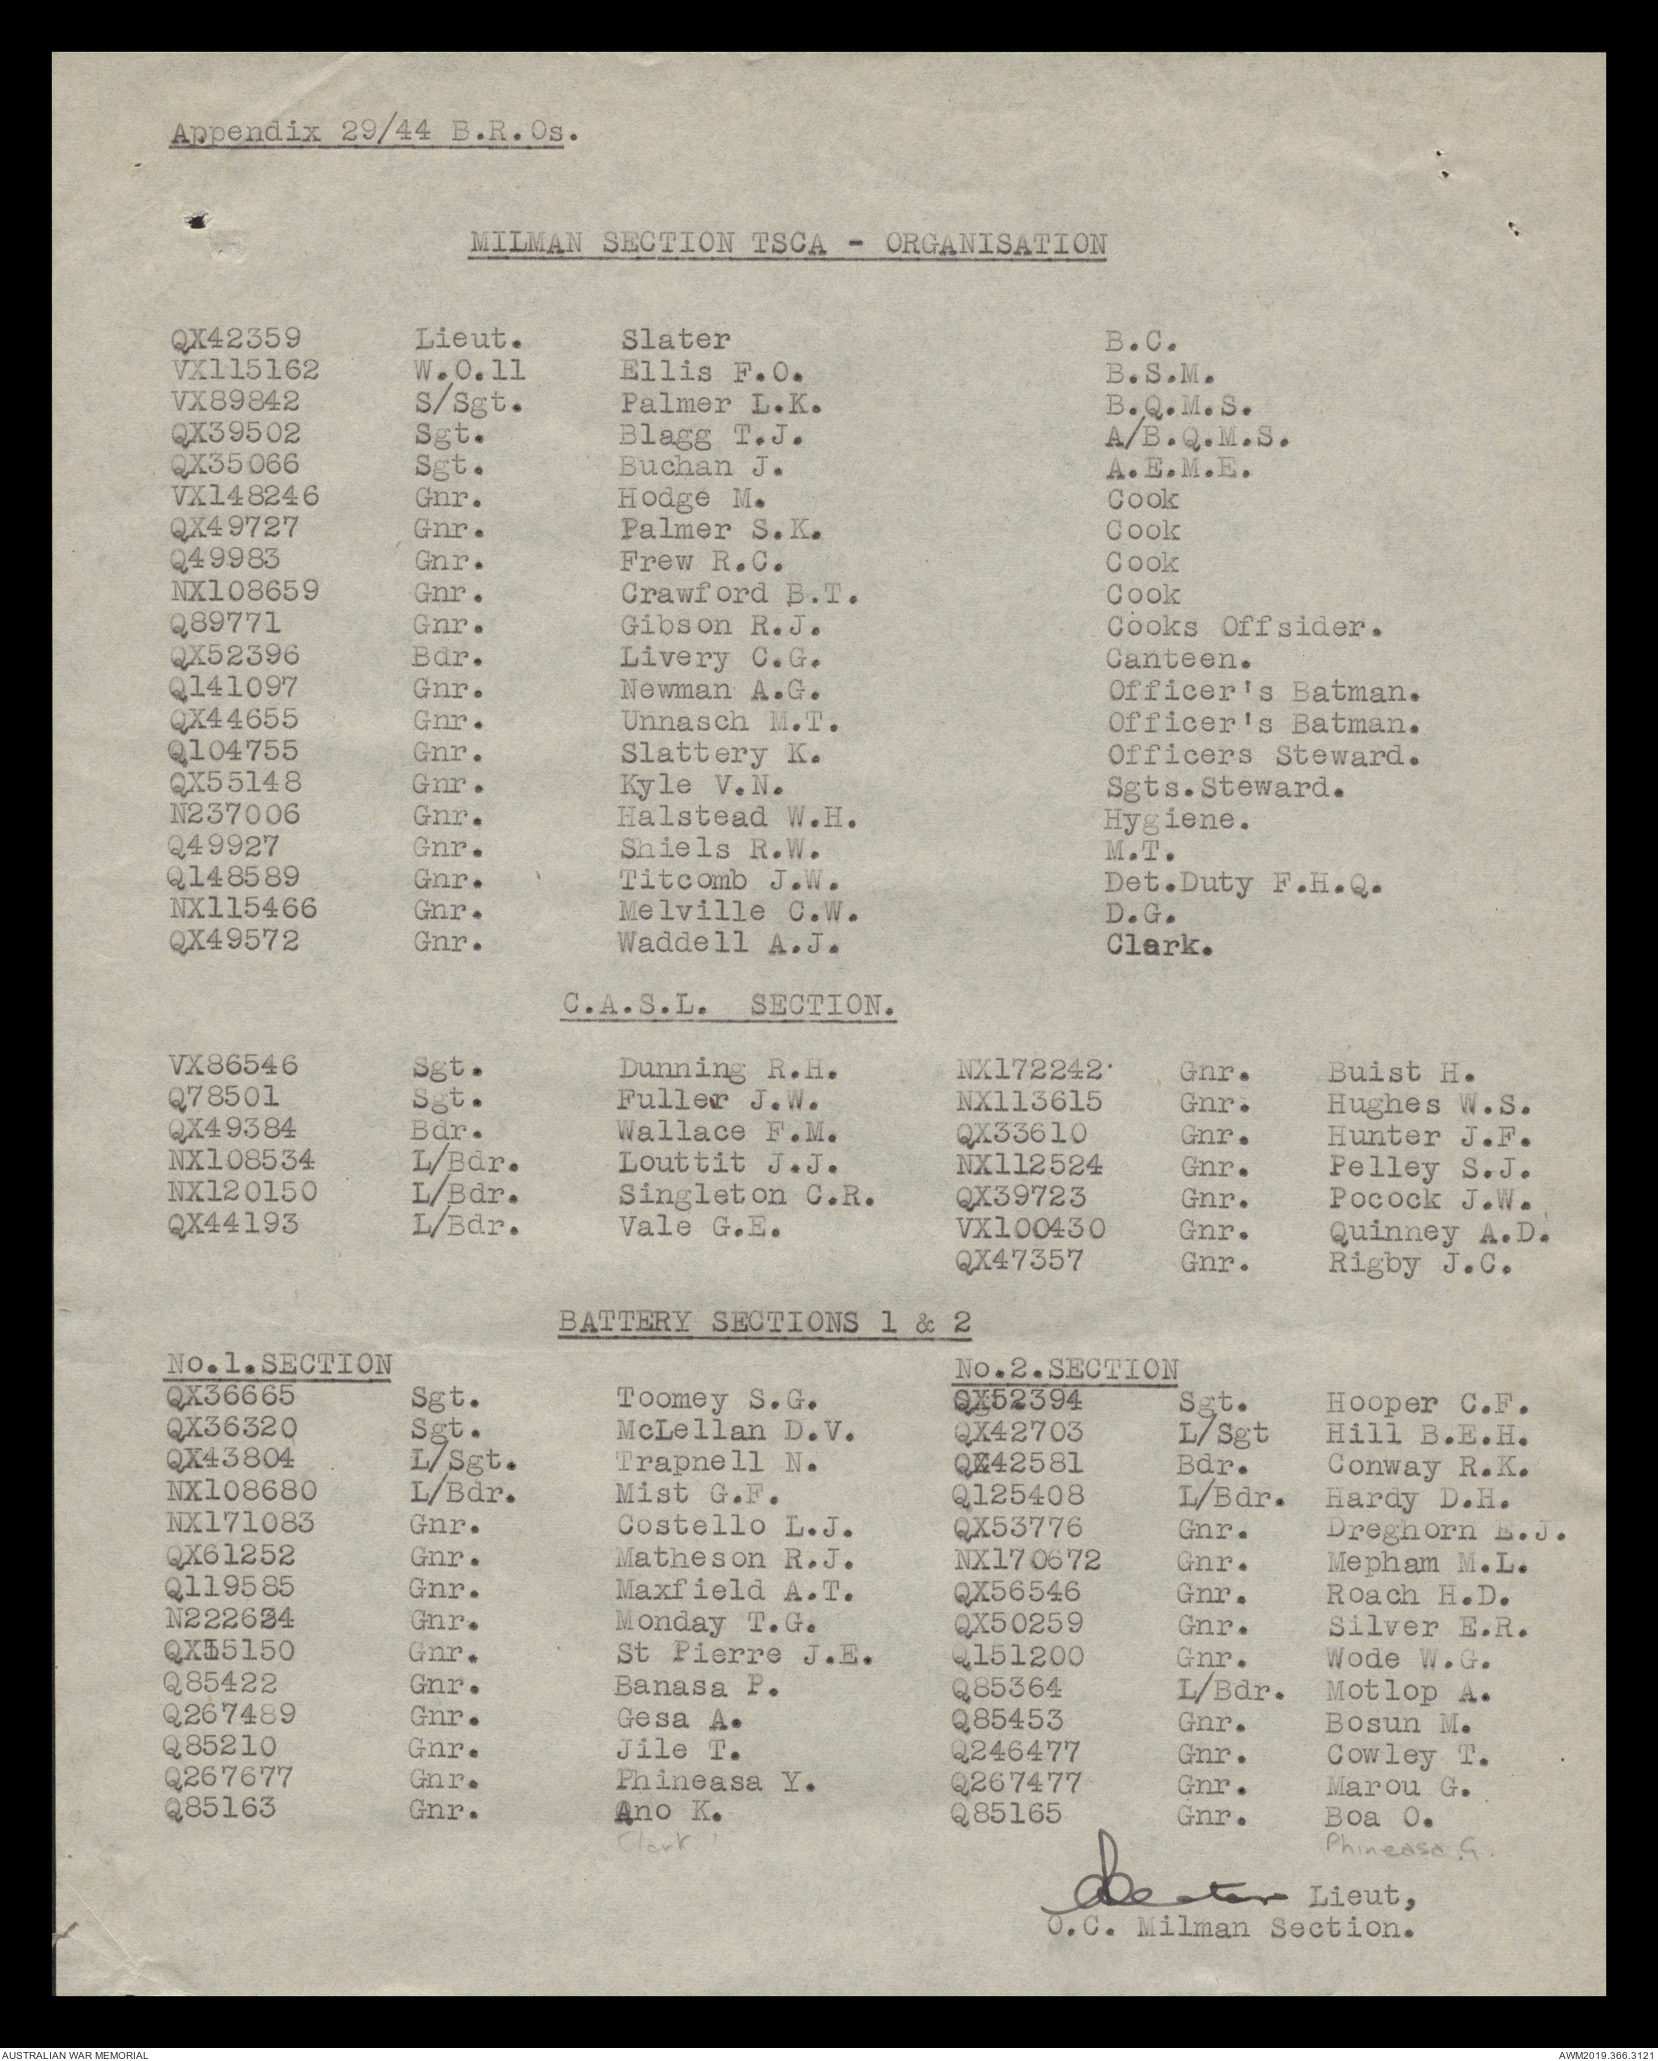 Appendix 29/44 B.R.Os.
MILMAN SECTION TSCA - ORGANISATION
QX42359 Lieut. Slater B.C.
VX115162 W.O.11 Ellis F.O. B.S.M.
VX89842 S/Sgt. Palmer L.K. B.Q.M.S.
QX39502 Sgt. Blagg T.J. A/B.Q.M.S.
QX35066 Sgt. Buchan J. A.E.M.E.
VX148246 Gnr. Hodge M. Cook
QX49727 Gnr. Palmer S.K. Cook
Q49983 Gnr. Frew R.C. Cook
NX108659 Gnr. Crawford B.T. Cook
Q89771 Gnr. Gibson R.J. Cooks Offsider.
QX52396 Bdr. Livery C.G. Canteen.
Q141097 Gnr. Newman A.G. Officer's Batman.
QX44655 Gnr. Unnasch M.T. Officer's Batman.
Q104755 Gnr. Slattery K. Officers Steward.
QX55148 Gnr. Kyle V.N. Sgts.Steward.
N237006 Gnr. Halstead W.H. Hygiene.
Q49927 Gnr. Shiels R.W. M.T.
Q148589 Gnr. Titcomb J.W. Det.Duty F.H.Q.
NX115466 Gnr. Melville C.W. D.G.
QX49572 Gnr. Waddell A.J. Clark.
C.A.S.L. SECTION.
VX86546 Sgt. Dunning R.H. NX172242 Gnr. Buist H.
Q78501 Sgt. Fuller J.W. NX113615 Gnr. Hughes W.S.
QX49384 Bdr. Wallace F.M. QX33610 Gnr. Hunter J.F.
NX108534 L/Bdr. Louttit J.J. NX112524 Gnr. Pelley S.J.
NX120150 L/Bdr. Singleton C.R. QX39723 Gnr. Pocock J.W.
QX44193 L/Bdr. Vale G.E. VX100430 Gnr. Quinney A.D.
QX47357 Gnr. Rigby J.C.
BATTERY SECTIONS 1 & 2
No.1.SECTION No.2.SECTION
QX36665 Sgt. Toomey S.G. QX52394 Sgt. Hooper C.F.
QX36320 Sgt. McLellan D.V. QX42703 L/Sgt Hill B.E.H.
QX43804 L/Sgt. Trapnell N. QX42581 Bdr. Conway R.K.
NX108680 L/Bdr. Mist G.F. Q125408 L/Bdr. Hardy D.H.
NX171083 Gnr. Costello L.J. QX53776 Gnr. Dreghorn E.J.
QX61252 Gnr. Matheson R.J. NX170672 Gnr. Mepham M.L.
Q119585 Gnr. Maxfield A.T. QX56546 Gnr. Roach H.D.
Gnr. Monday T.G. QX50259 Gnr. Silver E.R.
QX15150 Gnr. St Pierre J.E. Q151200 Gnr. Wode W.G.
Q85422 Gnr. Banasa P. Q85364 L/Bdr. Motlop A.
Q267489 Gnr. Gesa A. Q85453 Gnr. Bosun M.
Q85210 Gnr. Jile T. Q246477 Gnr. Cowley T.
Q267677 Gnr. Phineasa Y. Q267477 Gnr. Marou G.
Q85163 Gnr. Ano K. Q85165 Gnr. Boa O.
Clark Phineasa G.
Lieut,
O.C. Milman Section.
AUSTRALIAN WAR MEMORIAL AWM2019.366.3121